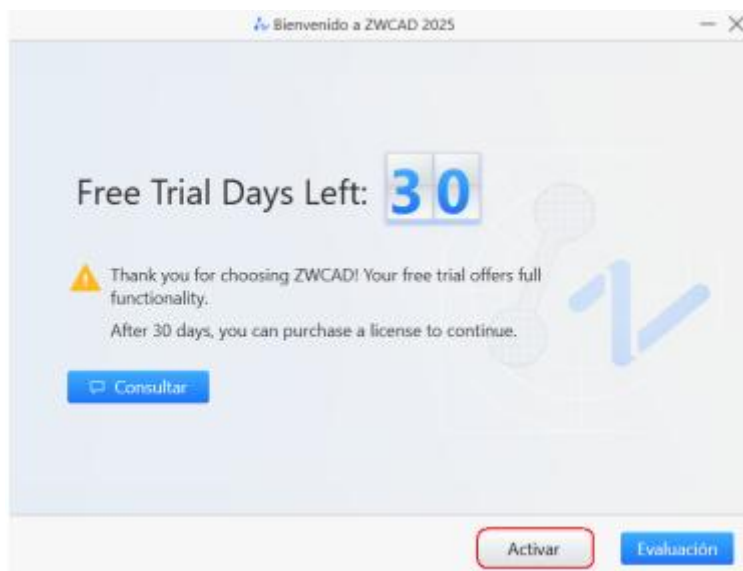 Bienvenido a ZWCAD 2025
Free Trial Days Left: 30
Thank you for choosing ZWCAD! Your free trial offers full
functionality.
After 30 days, you can purchase a license to continue.
Consultar
Activar
Evaluación